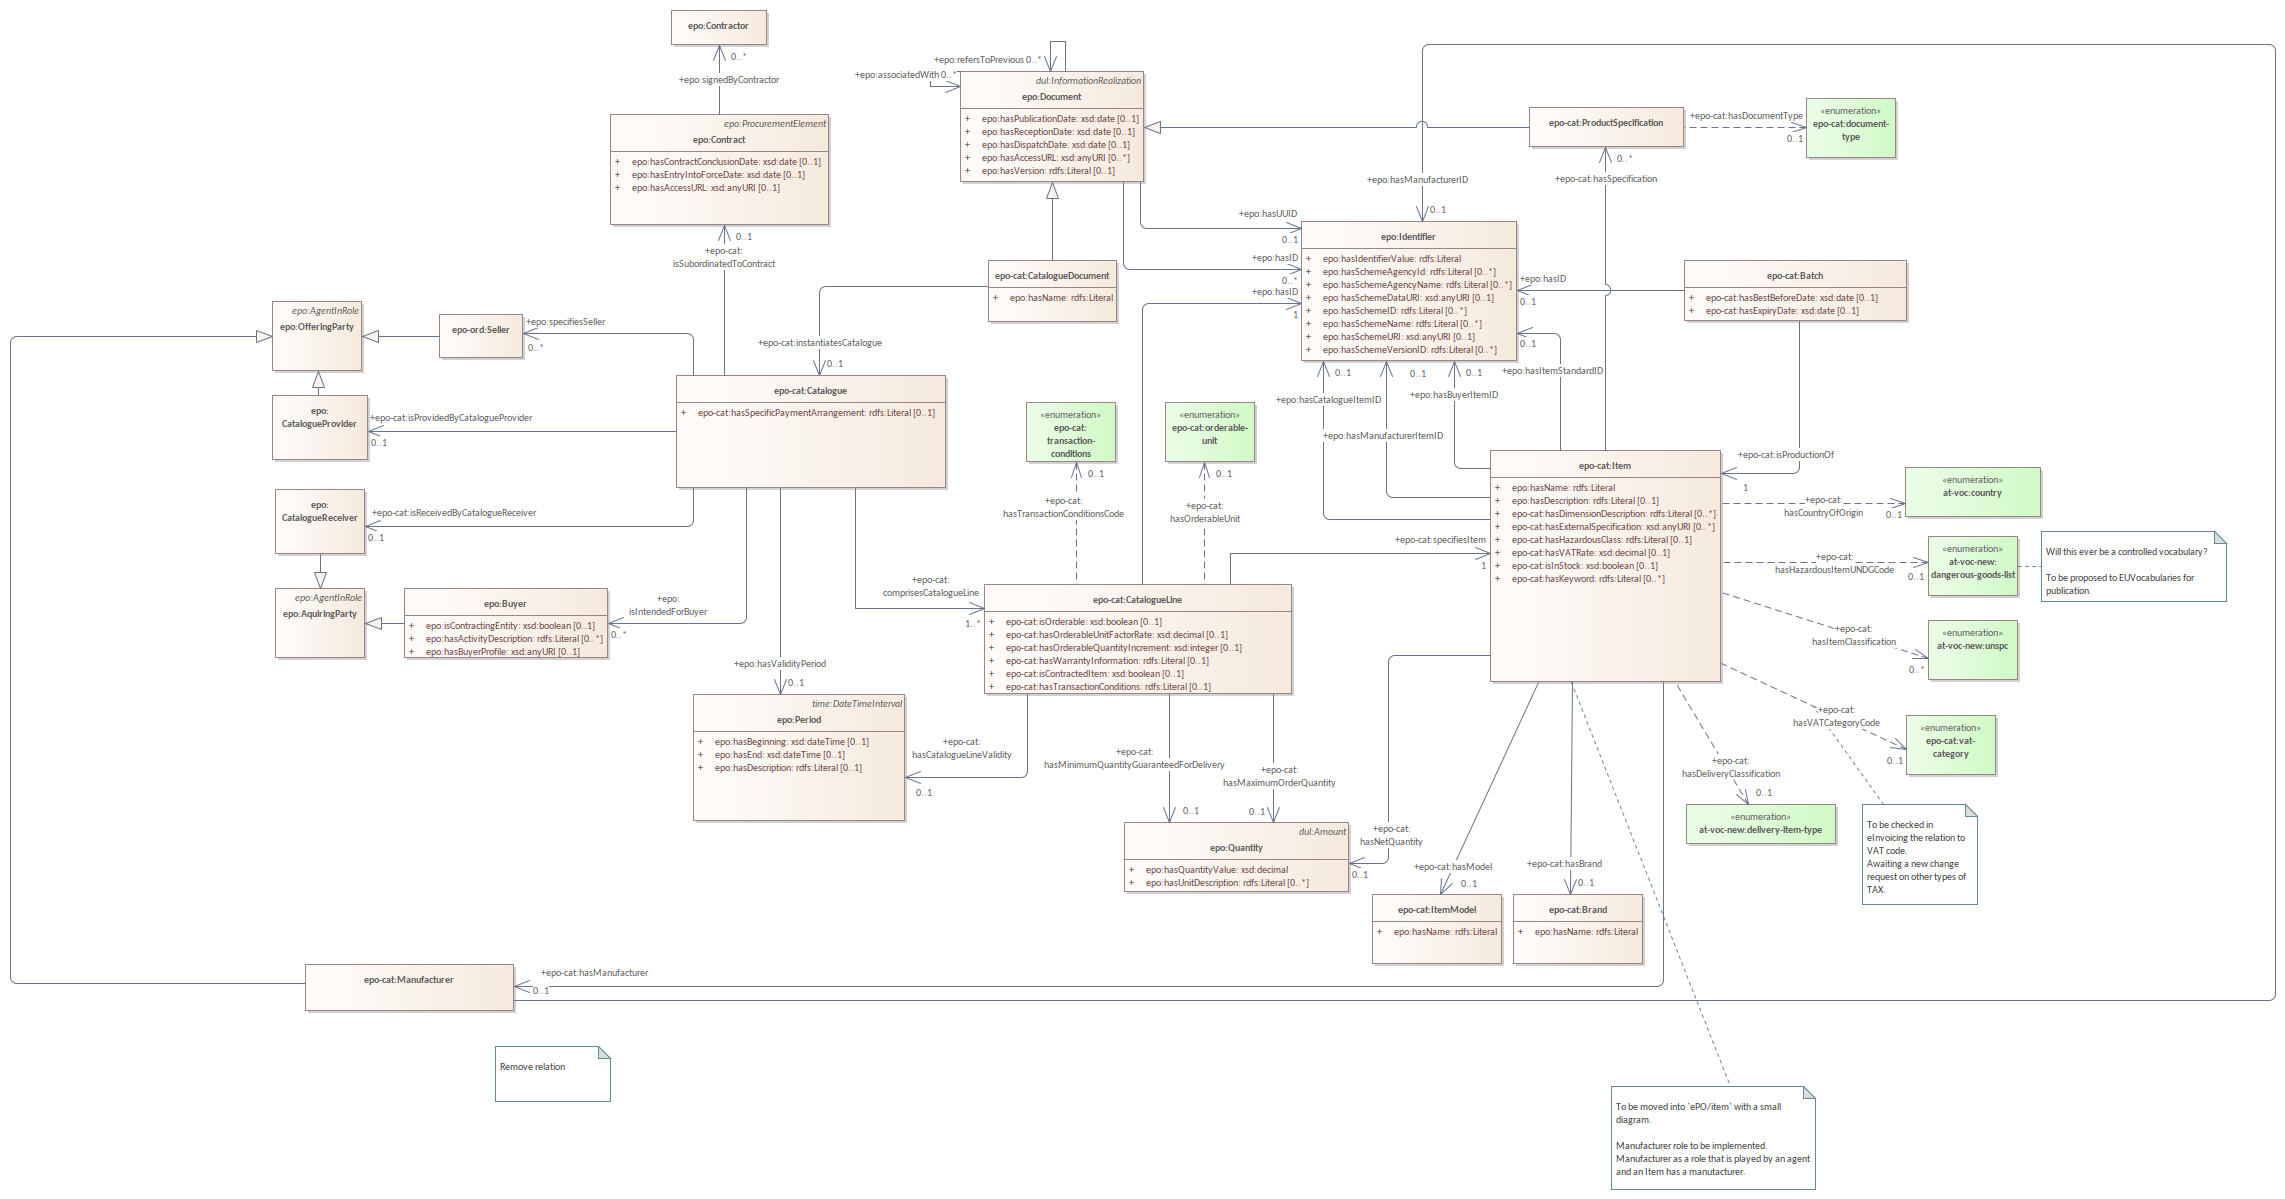 epo:Contractor
0..*
+epo:signedByContractor
epo:ProcurementElement
epo:Contract
+ epo:hasContractConclusionDate: xsd:date [0..1]
+ epo:hasEntryIntoForceDate: xsd:date [0..1]
+ epo:hasAccessURL: xsd:anyURI [0..1]
0..1
+epo-cat:
isSubordinatedToContract
+epo:refersToPrevious 0..*
+epo:associatedWith 0..*
dul:InformationRealization
epo:Document
+ epo:hasPublicationDate: xsd:date [0..1]
+ epo:hasReceptionDate: xsd:date [0..1]
+ epo:hasDispatchDate: xsd:date [0..1]
+ epo:hasAccessURL: xsd:anyURI [0..*]
+ epo:hasVersion: rdfs:Literal [0..1]
epo-cat:ProductSpecification
+epo-cat:hasDocumentType
0..1
«enumeration»
epo-cat:document-
type
0..*
+epo-cat:hasSpecification
+epo:hasManufacturerID
0..1
+epo:hasUUID
0..1
+epo:hasID
0..*
+epo:hasID
1
epo:Identifier
+ epo:hasIdentifierValue: rdfs:Literal
+ epo:hasSchemeAgencyId: rdfs:Literal [0..*]
+ epo:hasSchemeAgencyName: rdfs:Literal [0..*]
+ epo:hasSchemeDataURI: xsd:anyURI [0..1]
+ epo:hasSchemeID: rdfs:Literal [0..*]
+ epo:hasSchemeName: rdfs:Literal [0..*]
+ epo:hasSchemeURI: xsd:anyURI [0..1]
+ epo:hasSchemeVersionID: rdfs:Literal [0..*]
+epo:hasID
0..1
epo-cat:Batch
+ epo-cat:hasBestBeforeDate: xsd:date [0..1]
+ epo-cat:hasExpiryDate: xsd:date [0..1]
epo-cat:CatalogueDocument
+ epo:hasName: rdfs:Literal
epo:AgentInRole
epo:OfferingParty
epo-ord:Seller
+epo:specifiesSeller
0..*
+epo-cat:instantiatesCatalogue
0..1
0..1
+epo:hasItemStandardID
0..1
0..1
0..1
+epo:hasCatalogueItemID
+epo:hasBuyerItemID
+epo:hasManufacturerItemID
epo:
CatalogueProvider
+epo-cat:isProvidedByCatalogueProvider
0..1
epo-cat:Catalogue
+ epo-cat:hasSpecificPaymentArrangement: rdfs:Literal [0..1]
«enumeration»
epo-cat:
transaction-
conditions
0..1
+epo-cat:
hasTransactionConditionsCode
«enumeration»
epo-cat:orderable-
unit
0..1
+epo-cat:
hasOrderableUnit
epo-cat:Item
+ epo:hasName: rdfs:Literal
+ epo:hasDescription: rdfs:Literal [0..1]
+ epo-cat:hasDimensionDescription: rdfs:Literal [0..*]
+ epo-cat:hasExternalSpecification: xsd:anyURI [0..*]
+ epo-cat:hasHazardousClass: rdfs:Literal [0..1]
+ epo-cat:hasVATRate: xsd:decimal [0..1]
+ epo-cat:isInStock: xsd:boolean [0..1]
+ epo-cat:hasKeyword: rdfs:Literal [0..*]
+epo-cat:isProductionOf
1
+epo-cat:
hasCountryOfOrigin
0..1
«enumeration»
at-voc:country
epo:
CatalogueReceiver
+epo-cat:isReceivedByCatalogueReceiver
0..1
+epo-cat:specifiesItem
1
+epo-cat:
hasHazardousItemUNDGCode
0..1
«enumeration»
at-voc-new:
dangerous-goods-list
Will this ever be a controlled vocabulary?
To be proposed to EUVocabularies for
publication.
epo:AgentInRole
epo:AquiringParty
epo:Buyer
+ epo:isContractingEntity: xsd:boolean [0..1]
+ epo:hasActivityDescription: rdfs:Literal [0..*]
+ epo:hasBuyerProfile: xsd:anyURI [0..1]
+epo:
isIntendedForBuyer
0..*
+epo-cat:
comprisesCatalogueLine
1..*
epo-cat:CatalogueLine
+ epo-cat:isOrderable: xsd:boolean [0..1]
+ epo-cat:hasOrderableUnitFactorRate: xsd:decimal [0..1]
+ epo-cat:hasOrderableQuantityIncrement: xsd:integer [0..1]
+ epo-cat:hasWarrantyInformation: rdfs:Literal [0..1]
+ epo-cat:isContractedItem: xsd:boolean [0..1]
+ epo-cat:hasTransactionConditions: rdfs:Literal [0..1]
+epo-cat:
hasItemClassification
0..*
«enumeration»
at-voc-new:unspc
+epo:hasValidityPeriod
0..1
time:DateTimeInterval
epo:Period
+ epo:hasBeginning: xsd:dateTime [0..1]
+ epo:hasEnd: xsd:dateTime [0..1]
+ epo:hasDescription: rdfs:Literal [0..1]
+epo-cat:
hasCatalogueLineValidity
0..1
+epo-cat:
hasMinimumQuantityGuaranteedForDelivery
0..1
+epo-cat:
hasMaximumOrderQuantity
0..1
+epo-cat:
hasVATCategoryCode
0..1
«enumeration»
epo-cat:vat-
category
+epo-cat:
hasDeliveryClassification
0..1
«enumeration»
at-voc-new:delivery-item-type
To be checked in
eInvoicing the relation to
VAT code.
Awaiting a new change
request on other types of
TAX.
dul:Amount
epo:Quantity
+ epo:hasQuantityValue: xsd:decimal
+ epo:hasUnitDescription: rdfs:Literal [0..*]
+epo-cat:
hasNetQuantity
0..1
+epo-cat:hasModel
0..1
+epo-cat:hasBrand
0..1
epo-cat:ItemModel
+ epo:hasName: rdfs:Literal
epo-cat:Brand
+ epo:hasName: rdfs:Literal
epo-cat:Manufacturer
+epo-cat:hasManufacturer
0..1
Remove relation
To be moved into `ePO/item` with a small
diagram.
Manufacturer role to be implemented.
Manufacturer as a role that is played by an agent
and an Item has a manutacturer.